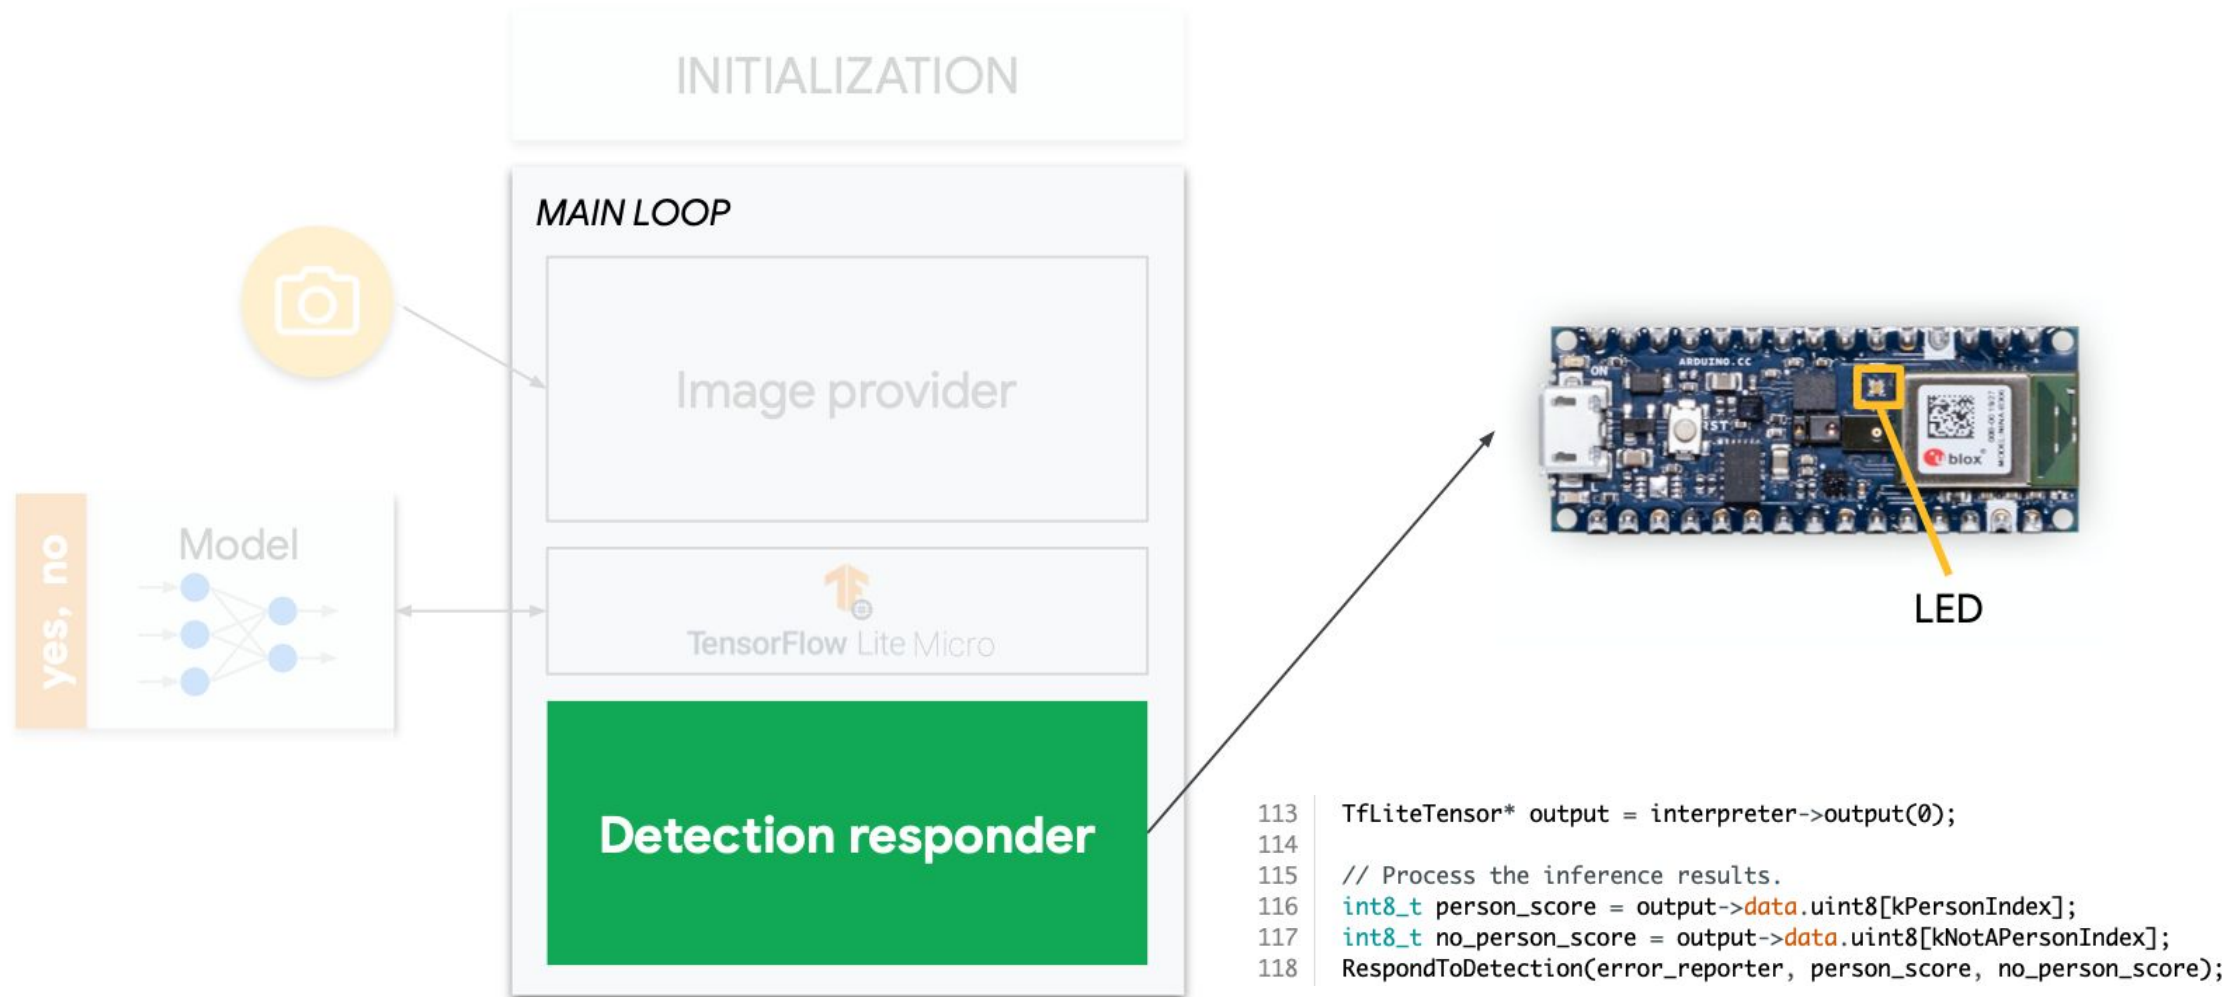 INITIALIZATION
MAIN LOOP
Image provider
yes, no
Model
TensorFlow Lite Micro
Detection responder
ARDUINO.CC
ON
RST
ublox
LED
113 TfLiteTensor* output = interpreter->output(0);
114
115 // Process the inference results.
116 int8_t person_score = output->data.uint8[kPersonIndex];
117 int8_t no_person_score = output->data.uint8[kNotAPersonIndex];
118 RespondToDetection(error_reporter, person_score, no_person_score);